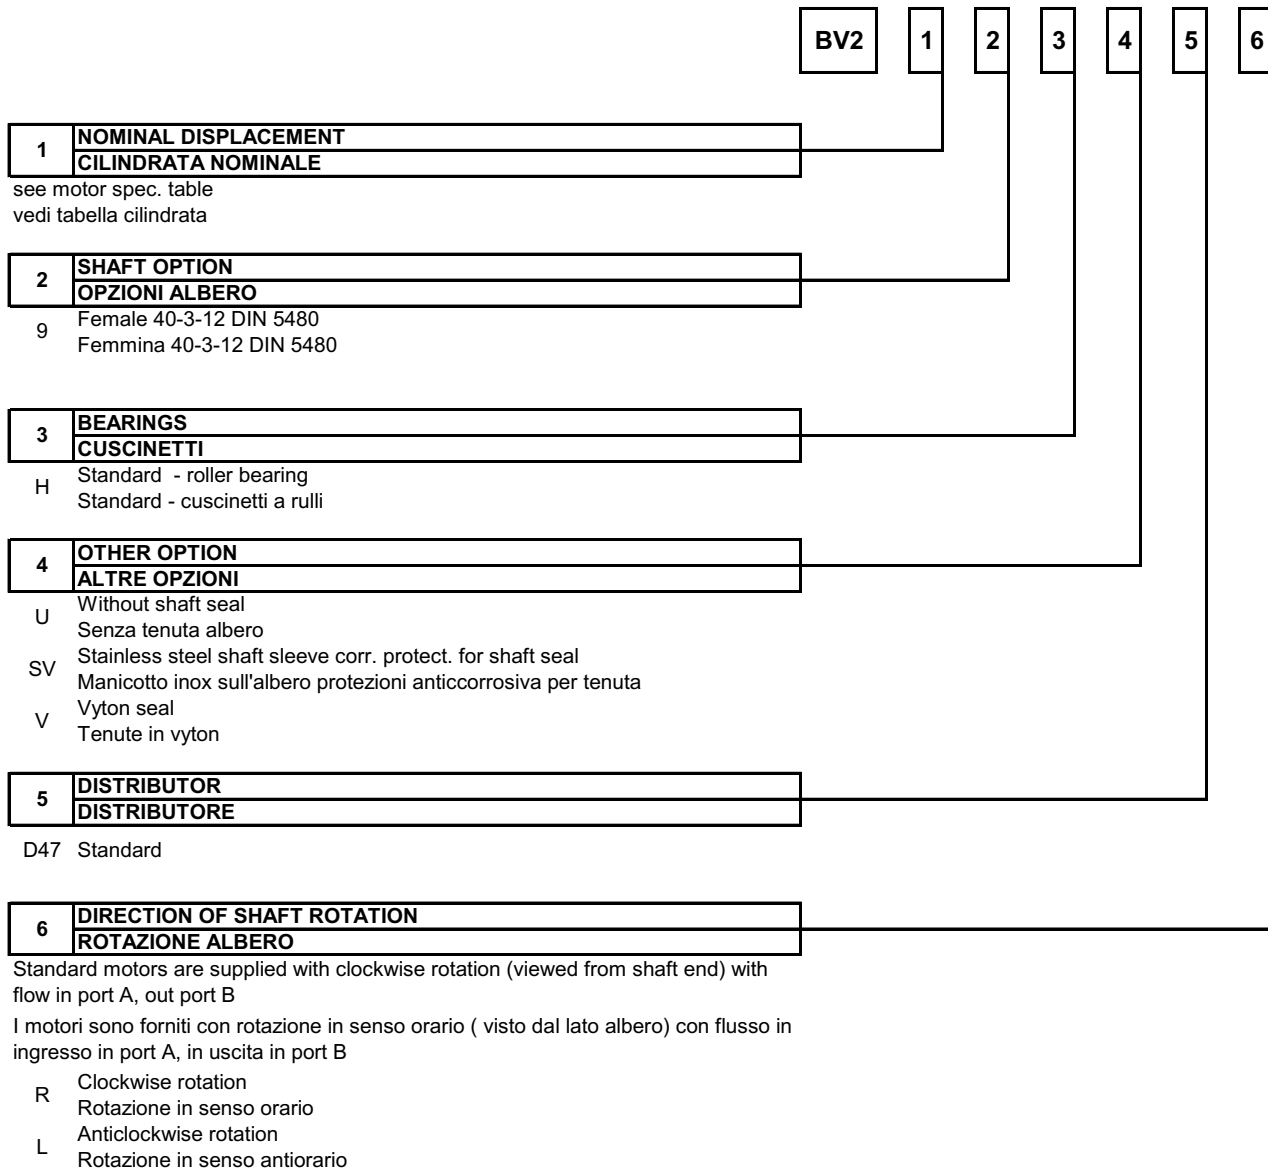 BV2 1 2 3 4 5 6
1 NOMINAL DISPLACEMENT
CILINDRATA NOMINALE
see motor spec. table
vedi tabella cilindrata
2 SHAFT OPTION
OPZIONI ALBERO
9 Female 40-3-12 DIN 5480
Femmina 40-3-12 DIN 5480
3 BEARINGS
CUSCINETTI
H Standard  - roller bearing
Standard - cuscinetti a rulli
4 OTHER OPTION
ALTRE OPZIONI
U Without shaft seal
Senza tenuta albero
SV Stainless steel shaft sleeve corr. protect. for shaft seal
Manicotto inox sull'albero protezioni anticcorrosiva per tenuta
V Vyton seal
Tenute in vyton
5 DISTRIBUTOR
DISTRIBUTORE
D47 Standard
6 DIRECTION OF SHAFT ROTATION
ROTAZIONE ALBERO
Standard motors are supplied with clockwise rotation (viewed from shaft end) with
flow in port A, out port B
I motori sono forniti con rotazione in senso orario ( visto dal lato albero) con flusso in
ingresso in port A, in uscita in port B
R Clockwise rotation
Rotazione in senso orario
L Anticlockwise rotation
Rotazione in senso antiorario